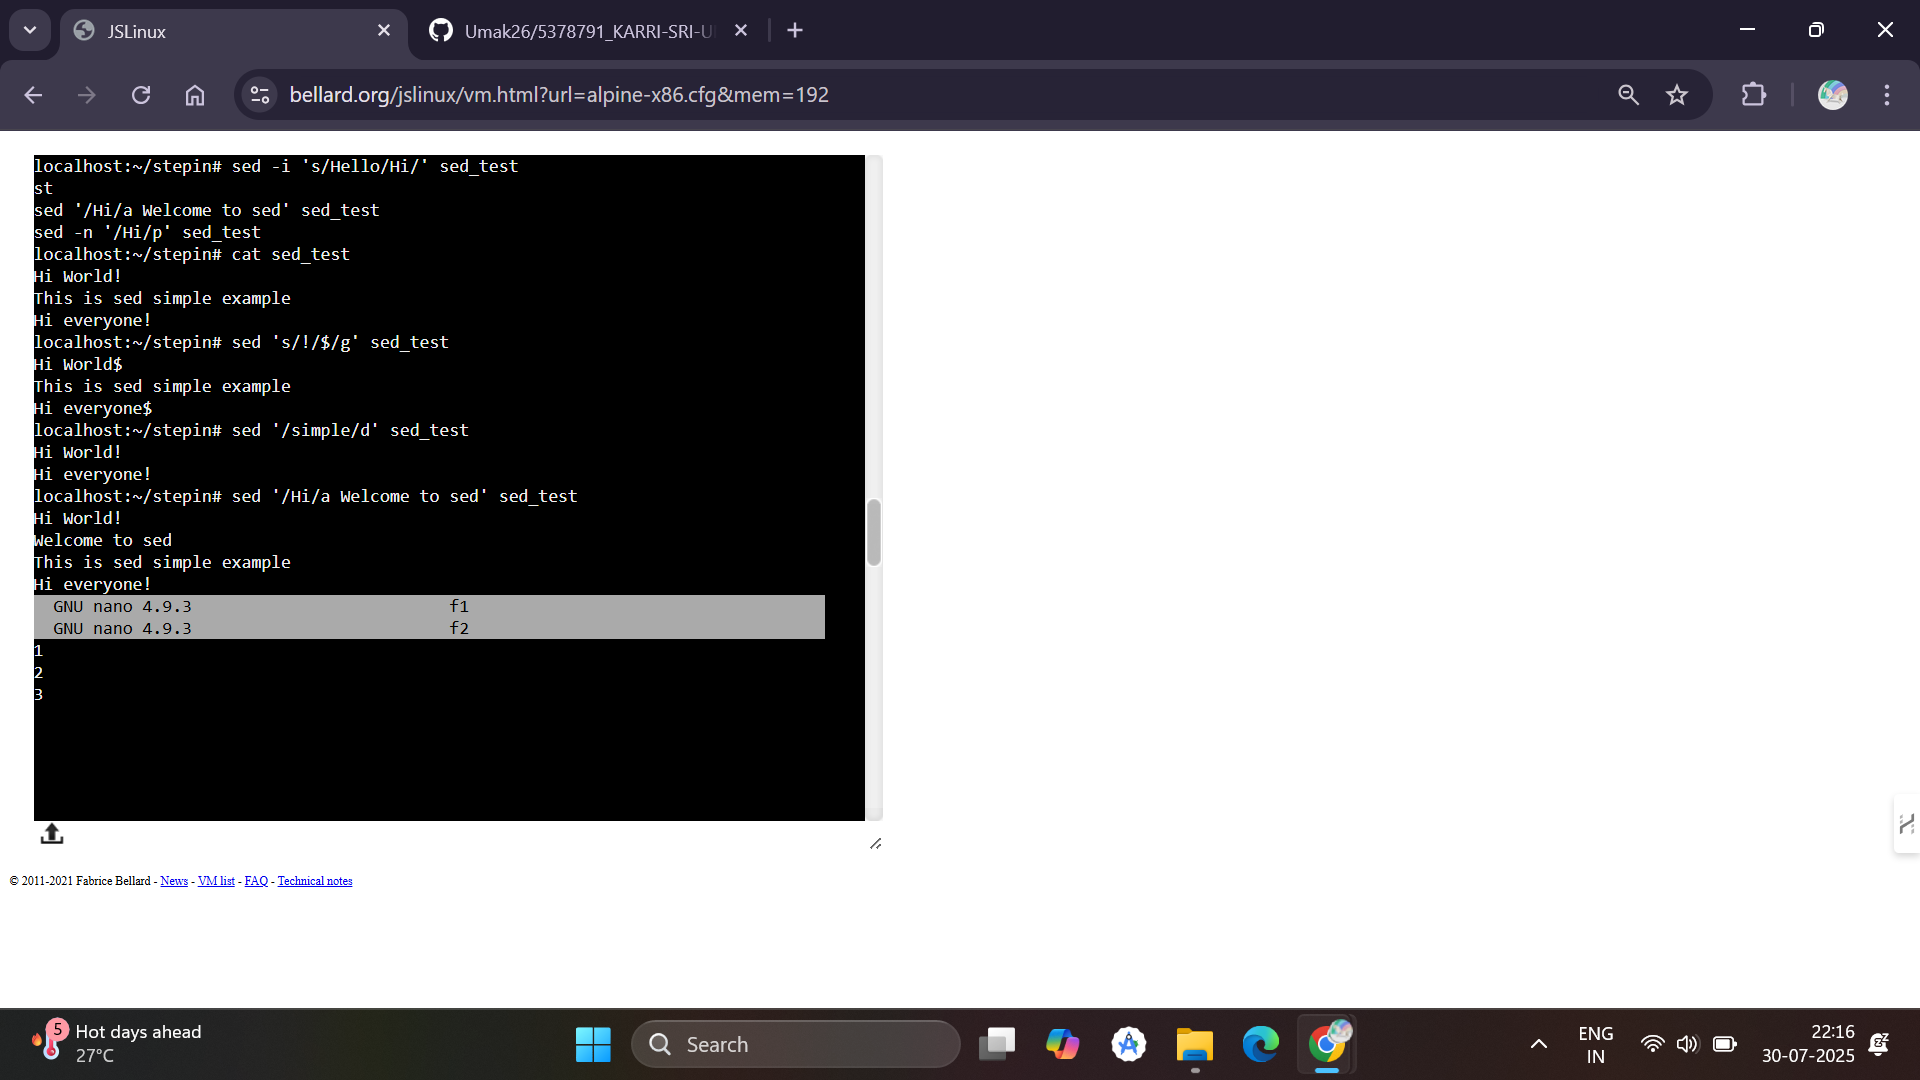 JSLinux
Umak26/5378791_KARRI-SRI-U
bellard.org/jslinux/vm.html?url=alpine-x86.cfg&mem=192
localhost:~/stepin# sed -i 's/Hello/Hi/' sed_test
st
sed '/Hi/a Welcome to sed' sed_test
sed -n '/Hi/p' sed_test
localhost:~/stepin# cat sed_test
Hi World!
This is sed simple example
Hi everyone!
localhost:~/stepin# sed 's/!/$/g' sed_test
Hi World$
This is sed simple example
Hi everyone$
localhost:~/stepin# sed '/simple/d' sed_test
Hi World!
Hi everyone!
localhost:~/stepin# sed '/Hi/a Welcome to sed' sed_test
Hi World!
Welcome to sed
This is sed simple example
Hi everyone!
GNU nano 4.9.3 f1
GNU nano 4.9.3 f2
1
2
3
© 2011-2021 Fabrice Bellard - News - VM list - FAQ - Technical notes
5
Hot days ahead
27°C
Search
ENG
IN
22:16
30-07-2025